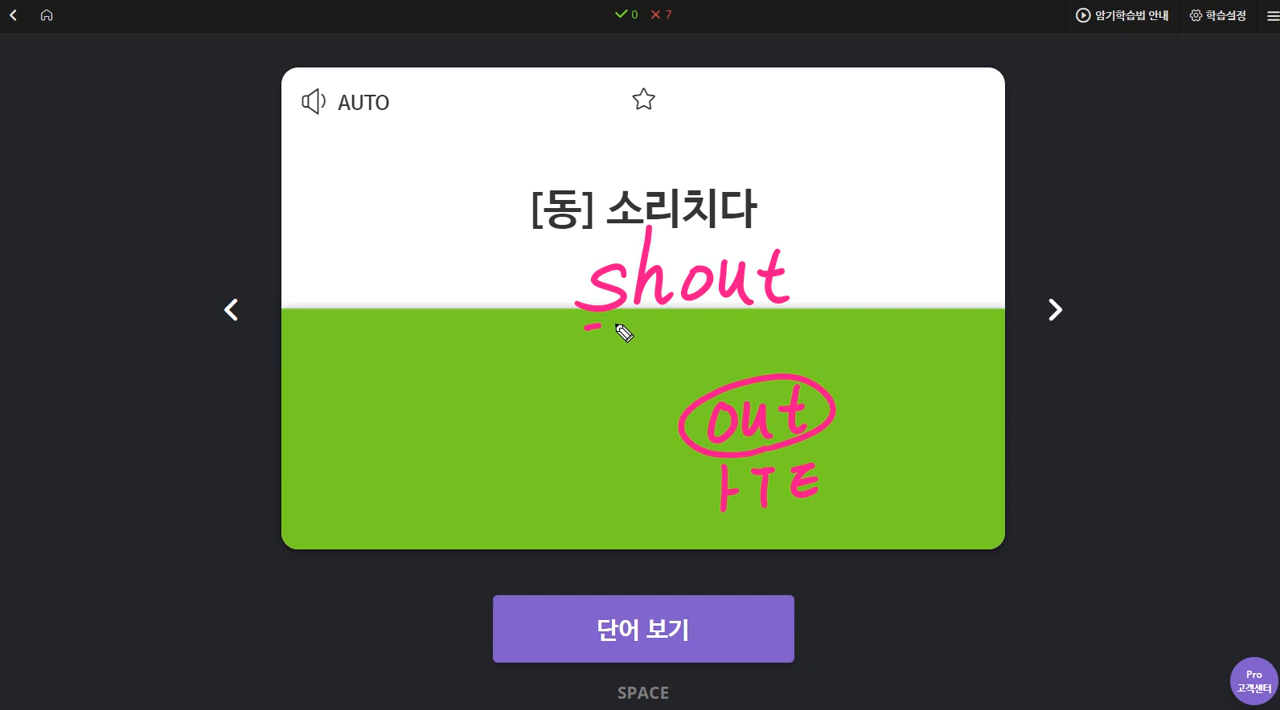 0 7 암기학습법 안내 학습설정
AUTO
[동] 소리치다
shout
out
ㅏㅜㅌ
단어 보기
SPACE
Pro
고객센터